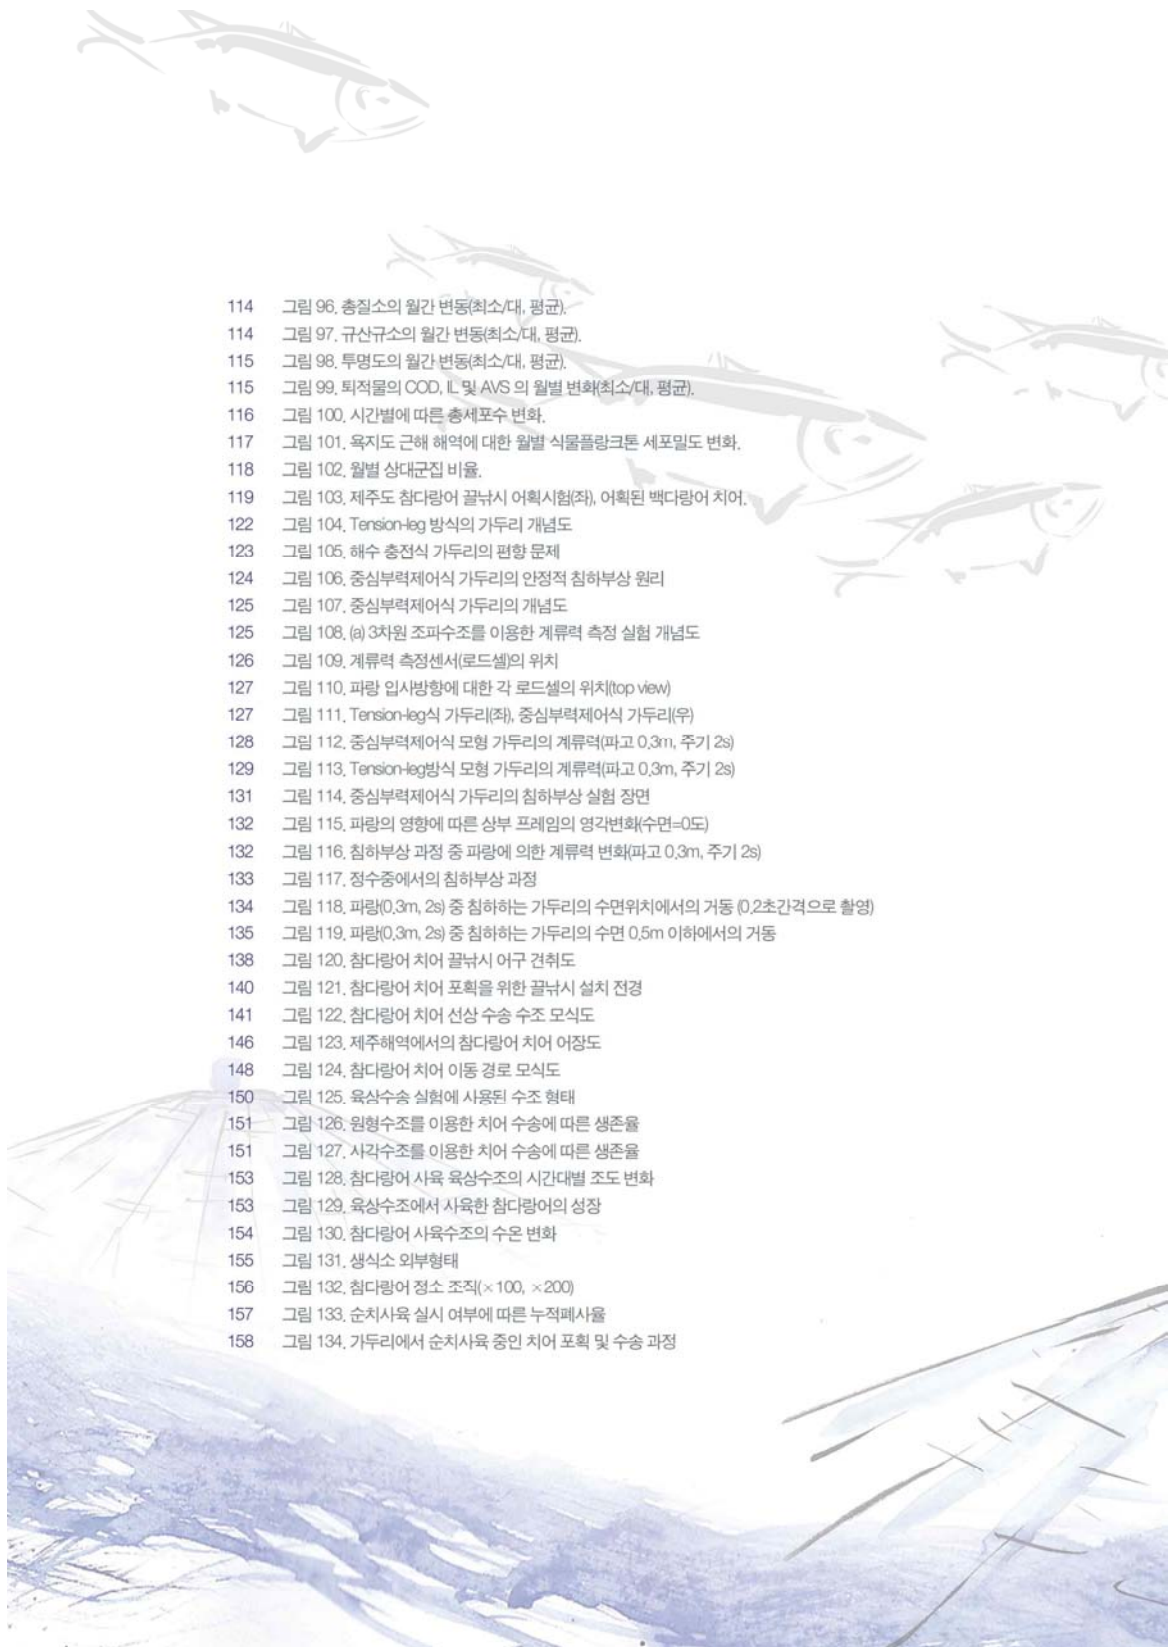 114 그림 96. 총질소의 월간 변동(최소/대, 평균).
114 그림 97. 규산규소의 월간 변동(최소/대, 평균).
115 그림 98. 투명도의 월간 변동(최소/대, 평균).
115 그림 99. 퇴적물의 COD, IL 및 AVS 의 월별 변화(최소/대, 평균).
116 그림 100. 시간별에 따른 총세포수 변화.
117 그림 101. 욕지도 근해 해역에 대한 월별 식물플랑크톤 세포밀도 변화.
118 그림 102. 월별 상대군집 비율.
119 그림 103. 제주도 참다랑어 끌낚시 어획시험(좌), 어획된 백다랑어 치어.
122 그림 104. Tension-leg 방식의 가두리 개념도
123 그림 105. 해수 충전식 가두리의 편향 문제
124 그림 106. 중심부력제어식 가두리의 안정적 침하부상 원리
125 그림 107. 중심부력제어식 가두리의 개념도
125 그림 108. (a) 3차원 조파수조를 이용한 계류력 측정 실험 개념도
126 그림 109. 계류력 측정센서(로드셀)의 위치
127 그림 110. 파랑 입사방향에 대한 각 로드셀의 위치(top view)
127 그림 111. Tension-leg식 가두리(좌), 중심부력제어식 가두리(우)
128 그림 112. 중심부력제어식 모형 가두리의 계류력(파고 0.3m, 주기 2s)
129 그림 113. Tension-leg방식 모형 가두리의 계류력(파고 0.3m, 주기 2s)
131 그림 114. 중심부력제어식 가두리의 침하부상 실험 장면
132 그림 115. 파랑의 영향에 따른 상부 프레임의 영각변화(수면=0도)
132 그림 116. 침하부상 과정 중 파랑에 의한 계류력 변화(파고 0.3m, 주기 2s)
133 그림 117. 정수중에서의 침하부상 과정
134 그림 118. 파랑(0.3m, 2s) 중 침하하는 가두리의 수면위치에서의 거동 (0.2초간격으로 촬영)
135 그림 119. 파랑(0.3m, 2s) 중 침하하는 가두리의 수면 0.5m 이하에서의 거동
138 그림 120. 참다랑어 치어 끌낚시 어구 견취도
140 그림 121. 참다랑어 치어 포획을 위한 끌낚시 설치 전경
141 그림 122. 참다랑어 치어 선상 수송 수조 모식도
146 그림 123. 제주해역에서의 참다랑어 치어 어장도
148 그림 124. 참다랑어 치어 이동 경로 모식도
150 그림 125. 육상수송 실험에 사용된 수조 형태
151 그림 126. 원형수조를 이용한 치어 수송에 따른 생존율
151 그림 127. 사각수조를 이용한 치어 수송에 따른 생존율
153 그림 128. 참다랑어 사육 육상수조의 시간대별 조도 변화
153 그림 129. 육상수조에서 사육한 참다랑어의 성장
154 그림 130. 참다랑어 사육수조의 수온 변화
155 그림 131. 생식소 외부형태
156 그림 132. 참다랑어 정소 조직(×100, ×200)
157 그림 133. 순치사육 실시 여부에 따른 누적폐사율
158 그림 134. 가두리에서 순치사육 중인 치어 포획 및 수송 과정